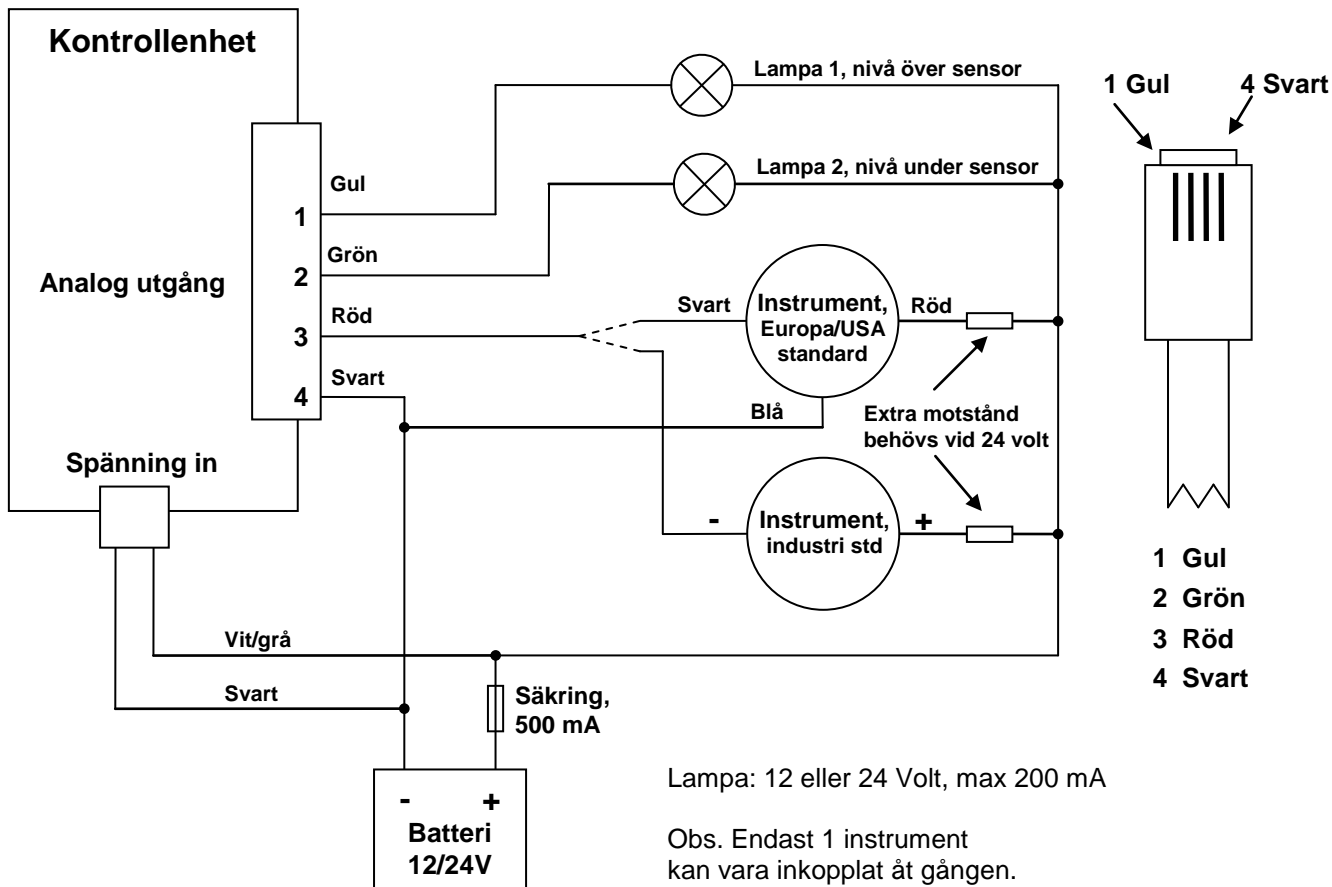 Kontrollenhet
Lampa 1, nivå över sensor
1 Gul
4 Svart
Lampa 2, nivå under sensor
Gul
1
Grön
Analog utgång
2
Röd
3
Svart
4
Svart
Instrument,
Europa/USA
standard
Röd
Blå
Extra motstånd
behövs vid 24 volt
Spänning in
-
Instrument,
industri std
+
1 Gul
2 Grön
3 Röd
4 Svart
Vit/grå
Svart
Säkring,
500 mA
- +
Batteri
12/24V
Lampa: 12 eller 24 Volt, max 200 mA
Obs. Endast 1 instrument
kan vara inkopplat åt gången.